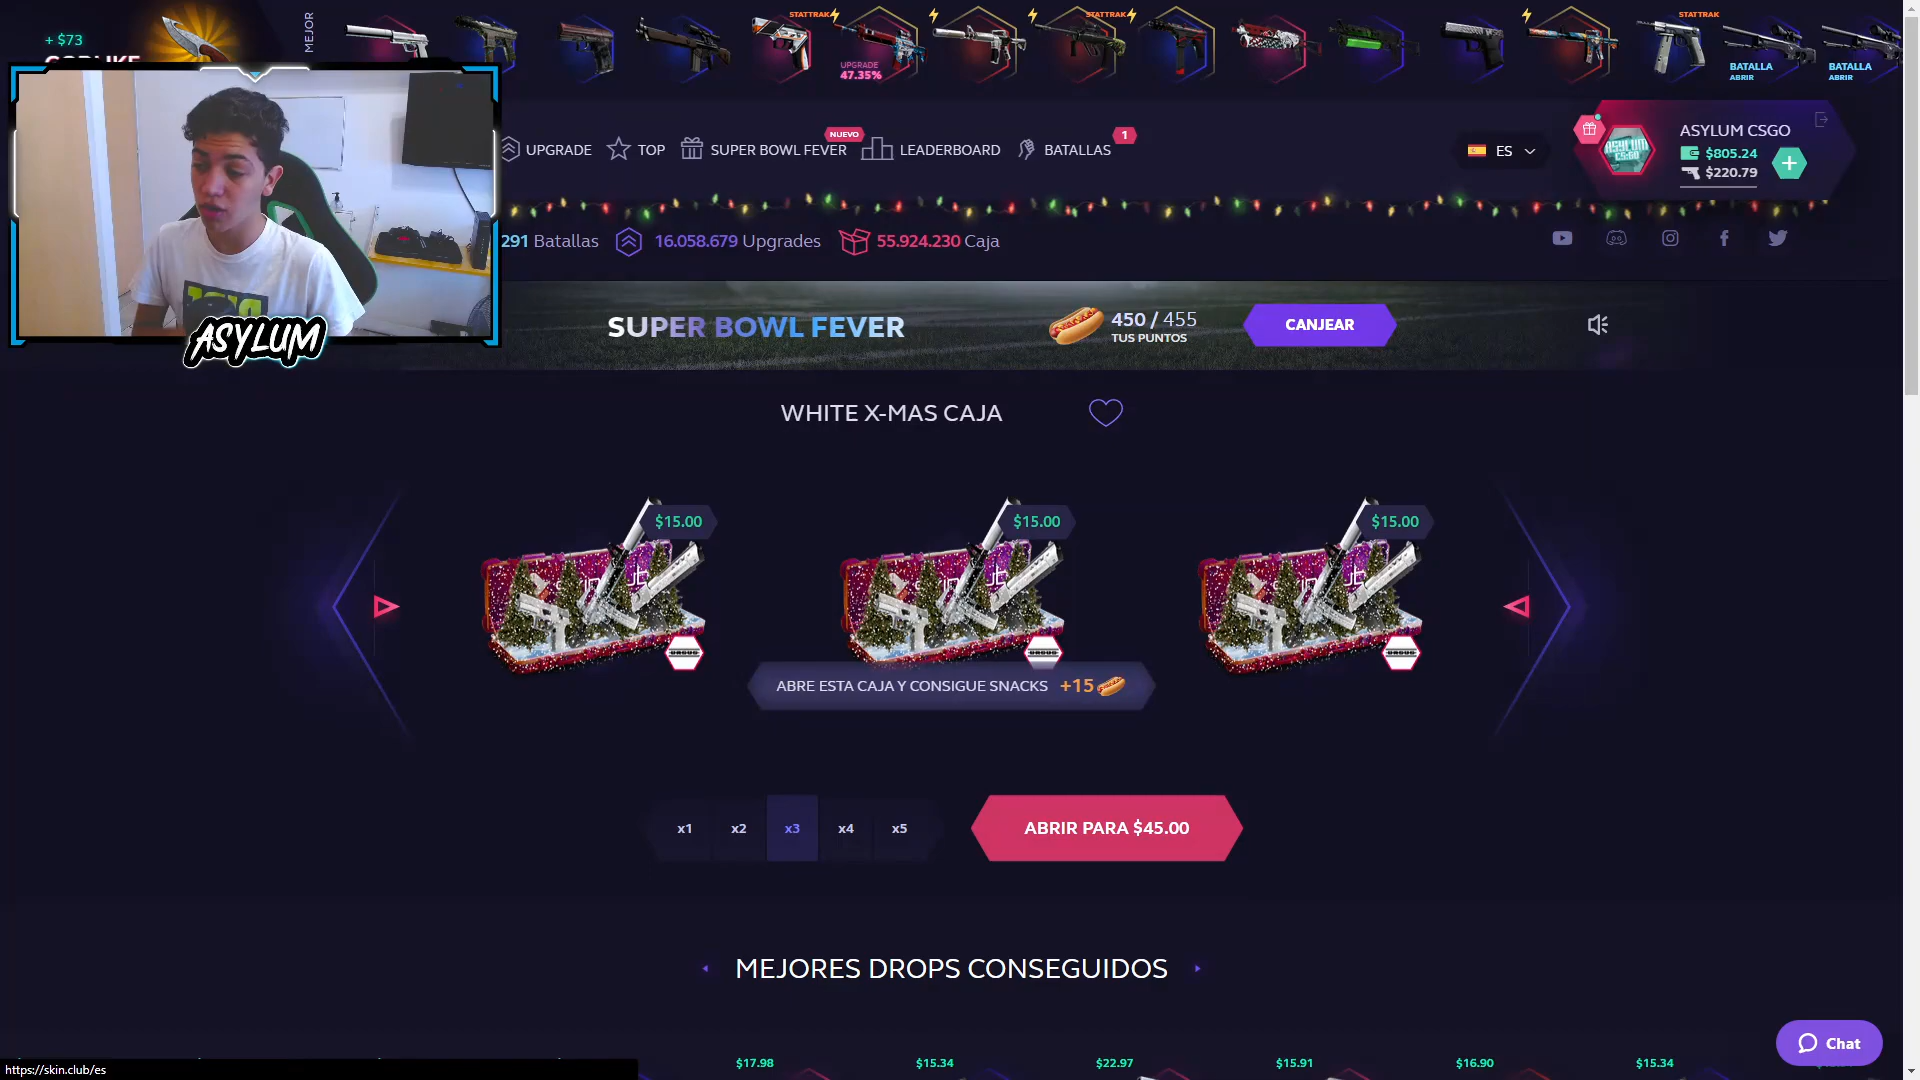 + $73
GODLIKE
MEJOR
STATTRAK
UPGRADE
47.35%
STATTRAK
STATTRAK
BATALLA
ABRIR
BATALLA
ABRIR
UPGRADE
TOP
SUPER BOWL FEVER
NUEVO
LEADERBOARD
BATALLAS
1
ES
ASYLUM CSGO
$805.24
$220.79
ASYLUM
CS:GO
291 Batallas
16.058.679 Upgrades
55.924.230 Caja
ASYLUM
SUPER BOWL FEVER
450 / 455
TUS PUNTOS
CANJEAR
WHITE X-MAS CAJA
$15.00
$15.00
$15.00
ABRE ESTA CAJA Y CONSIGUE SNACKS +15
x1
x2
x3
x4
x5
ABRIR PARA $45.00
MEJORES DROPS CONSEGUIDOS
$17.98
$15.34
$22.97
$15.91
$16.90
$15.34
Chat
https://skin.club/es